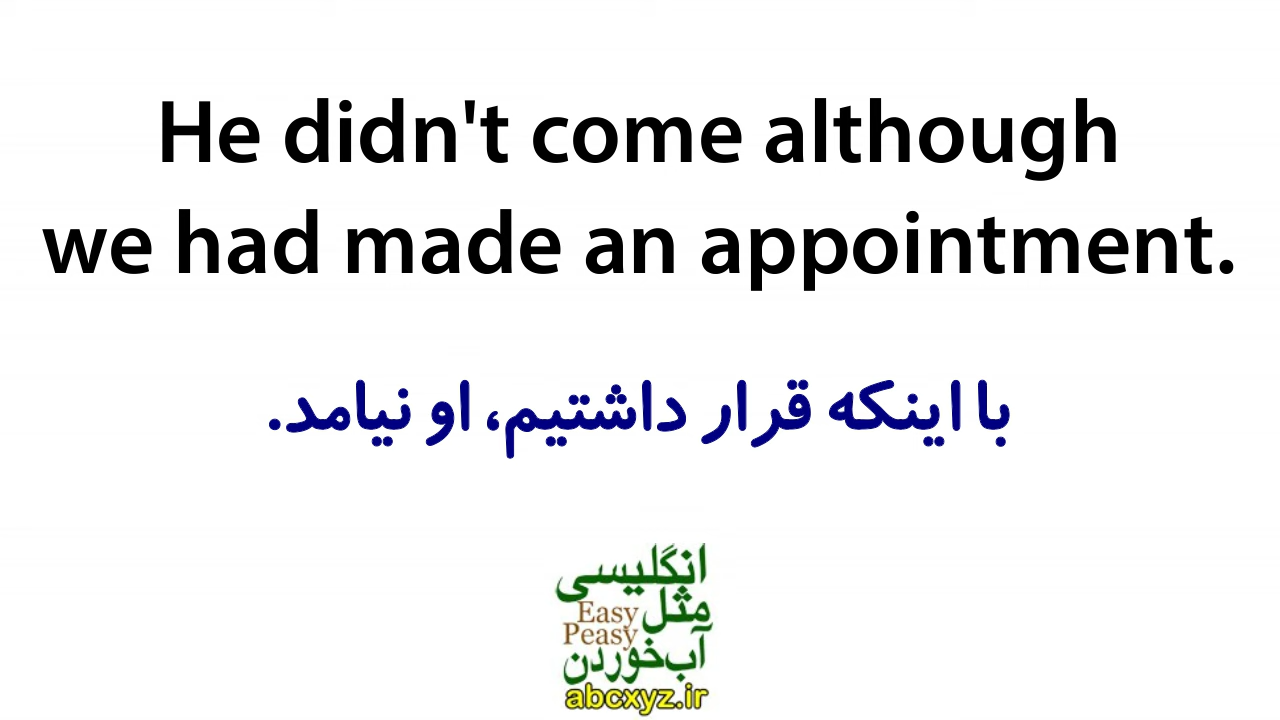 He didn't come although
we had made an appointment.
با اینکه قرار داشتیم، او نیامد.
انگلیسی
مثل
Easy
Peasy
آب‌خوردن
abcxyz.ir